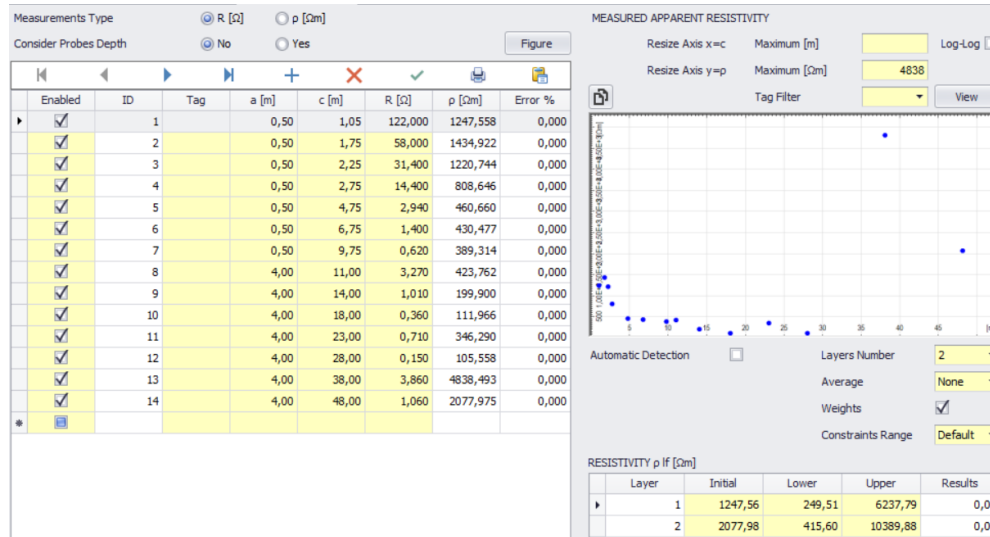 Measurements Type R [Ω] ρ [Ωm]
Consider Probes Depth No Yes Figure
Enabled ID Tag a [m] c [m] R [Ω] ρ [Ωm] Error %
1 0,50 1,05 122,000 1247,558 0,000
2 0,50 1,75 58,000 1434,922 0,000
3 0,50 2,25 31,400 1220,744 0,000
4 0,50 2,75 14,400 808,646 0,000
5 0,50 4,75 2,940 460,660 0,000
6 0,50 6,75 1,400 430,477 0,000
7 0,50 9,75 0,620 389,314 0,000
8 4,00 11,00 3,270 423,762 0,000
9 4,00 14,00 1,010 199,900 0,000
10 4,00 18,00 0,360 111,966 0,000
11 4,00 23,00 0,710 346,290 0,000
12 4,00 28,00 0,150 105,558 0,000
13 4,00 38,00 3,860 4838,493 0,000
14 4,00 48,00 1,060 2077,975 0,000
MEASURED APPARENT RESISTIVITY
Resize Axis x=c Maximum [m] Log-Log
Resize Axis y=ρ Maximum [Ωm] 4838
Tag Filter View
5 10 15 20 25 30 35 40 45
Automatic Detection Layers Number 2
Average None
Weights
Constraints Range Default
RESISTIVITY ρ lf [Ωm]
Layer Initial Lower Upper Results
1 1247,56 249,51 6237,79 0,0
2 2077,98 415,60 10389,88 0,0